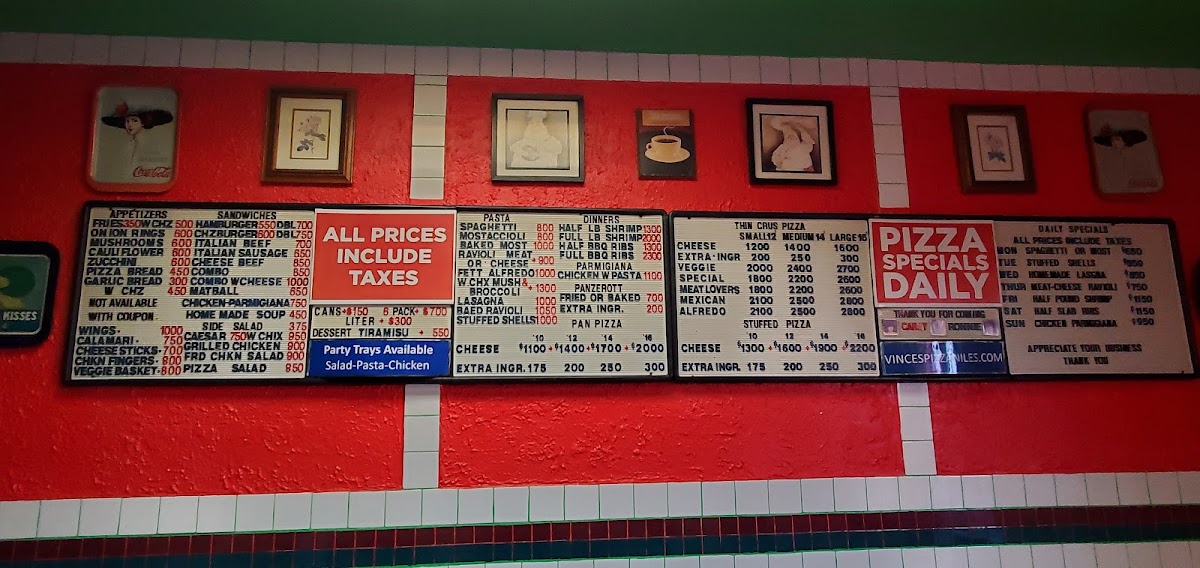 APPETIZERS
FRIES 350 W CHZ 500
ONION RINGS 600
MUSHROOMS 600
CAULIFLOWER 600
ZUCCHINI 600
PIZZA BREAD 450
GARLIC BREAD 300
W CHZ 450
NOT AVAILABLE
WITH COUPON
WINGS- 1000
CALAMARI- 750
CHEESE STICKS- 700
CHKN FINGERS- 800
VEGGIE BASKET- 800
SANDWICHES
HAMBURGER 550 DBL 700
CHZBURGER 600 DBL 750
ITALIAN BEEF 700
ITALIAN SAUSAGE 650
CHEESE BEEF 850
COMBO 850
COMBO W CHEESE 1000
MATBALL 650
CHICKEN-PARMIGIANA 750
HOME MADE SOUP 450
SIDE SALAD 375
CAESAR 750 W CHIX 950
GRILLED CHICKEN 900
FRD CHKN SALAD 900
PIZZA SALAD 850
ALL PRICES
INCLUDE
TAXES
CANS+$150 6 PACK+ $700
LITER + $300
DESSERT TIRAMISU + 550
Party Trays Available
Salad-Pasta-Chicken
PASTA
SPAGHETTI 800
MOSTACCIOLI 800
BAKED MOST 1000
RAVIOLI MEAT
OR CHEESE + 900
FETT ALFREDO 1000
W.CHX MUSH &
BROCCOLI + 1300
LASAGNA 1000
BAED RAVIOLI 1050
STUFFED SHELLS 1000
DINNERS
HALF LB SHRIMP 1300
FULL LB SHRIMP 2000
HALF BBQ RIBS 1300
FULL BBQ RIBS 2300
PARMIGIANA
CHICKEN W PASTA 1100
PANZEROTT
FRIED OR BAKED 700
EXTRA INGR. 200
PAN PIZZA
10 12 14 16
CHEESE $1100 +$1400 +$1700 +$2000
EXTRA INGR. 175 200 250 300
THIN CRUS PIZZA
SMALL12 MEDIUM 14 LARGE 16
CHEESE 1200 1400 1600
EXTRA-INGR 200 250 300
VEGGIE 2000 2400 2700
SPECIAL 1800 2200 2600
MEAT LOVERS 1800 2200 2600
MEXICAN 2100 2500 2800
ALFREDO 2100 2500 2800
STUFFED PIZZA
10 12 14 16
CHEESE $1300 +$1600 +$1900 +$2200
EXTRA INGR. 175 200 250 300
PIZZA
SPECIALS
DAILY
THANK YOU FOR COMING
CARLY RONNIE
VINCESPIZZANILES.COM
DAILY SPECIALS
ALL PRICES INCLUDE TAXES
MON SPAGHETTI OR MOST
TUE STUFFED SHELLS
WED HOMEMADE LASGNA
THUR MEAT-CHEESE RAVIOLI $750
FRI HALF POUND SHRIMP $1150
SAT HALF SLAB RIBS $1150
SUN CHICKEN PARMIGIANA $950
APPRECIATE YOUR BUSINESS
THANK YOU
Coca-Cola
KISSES